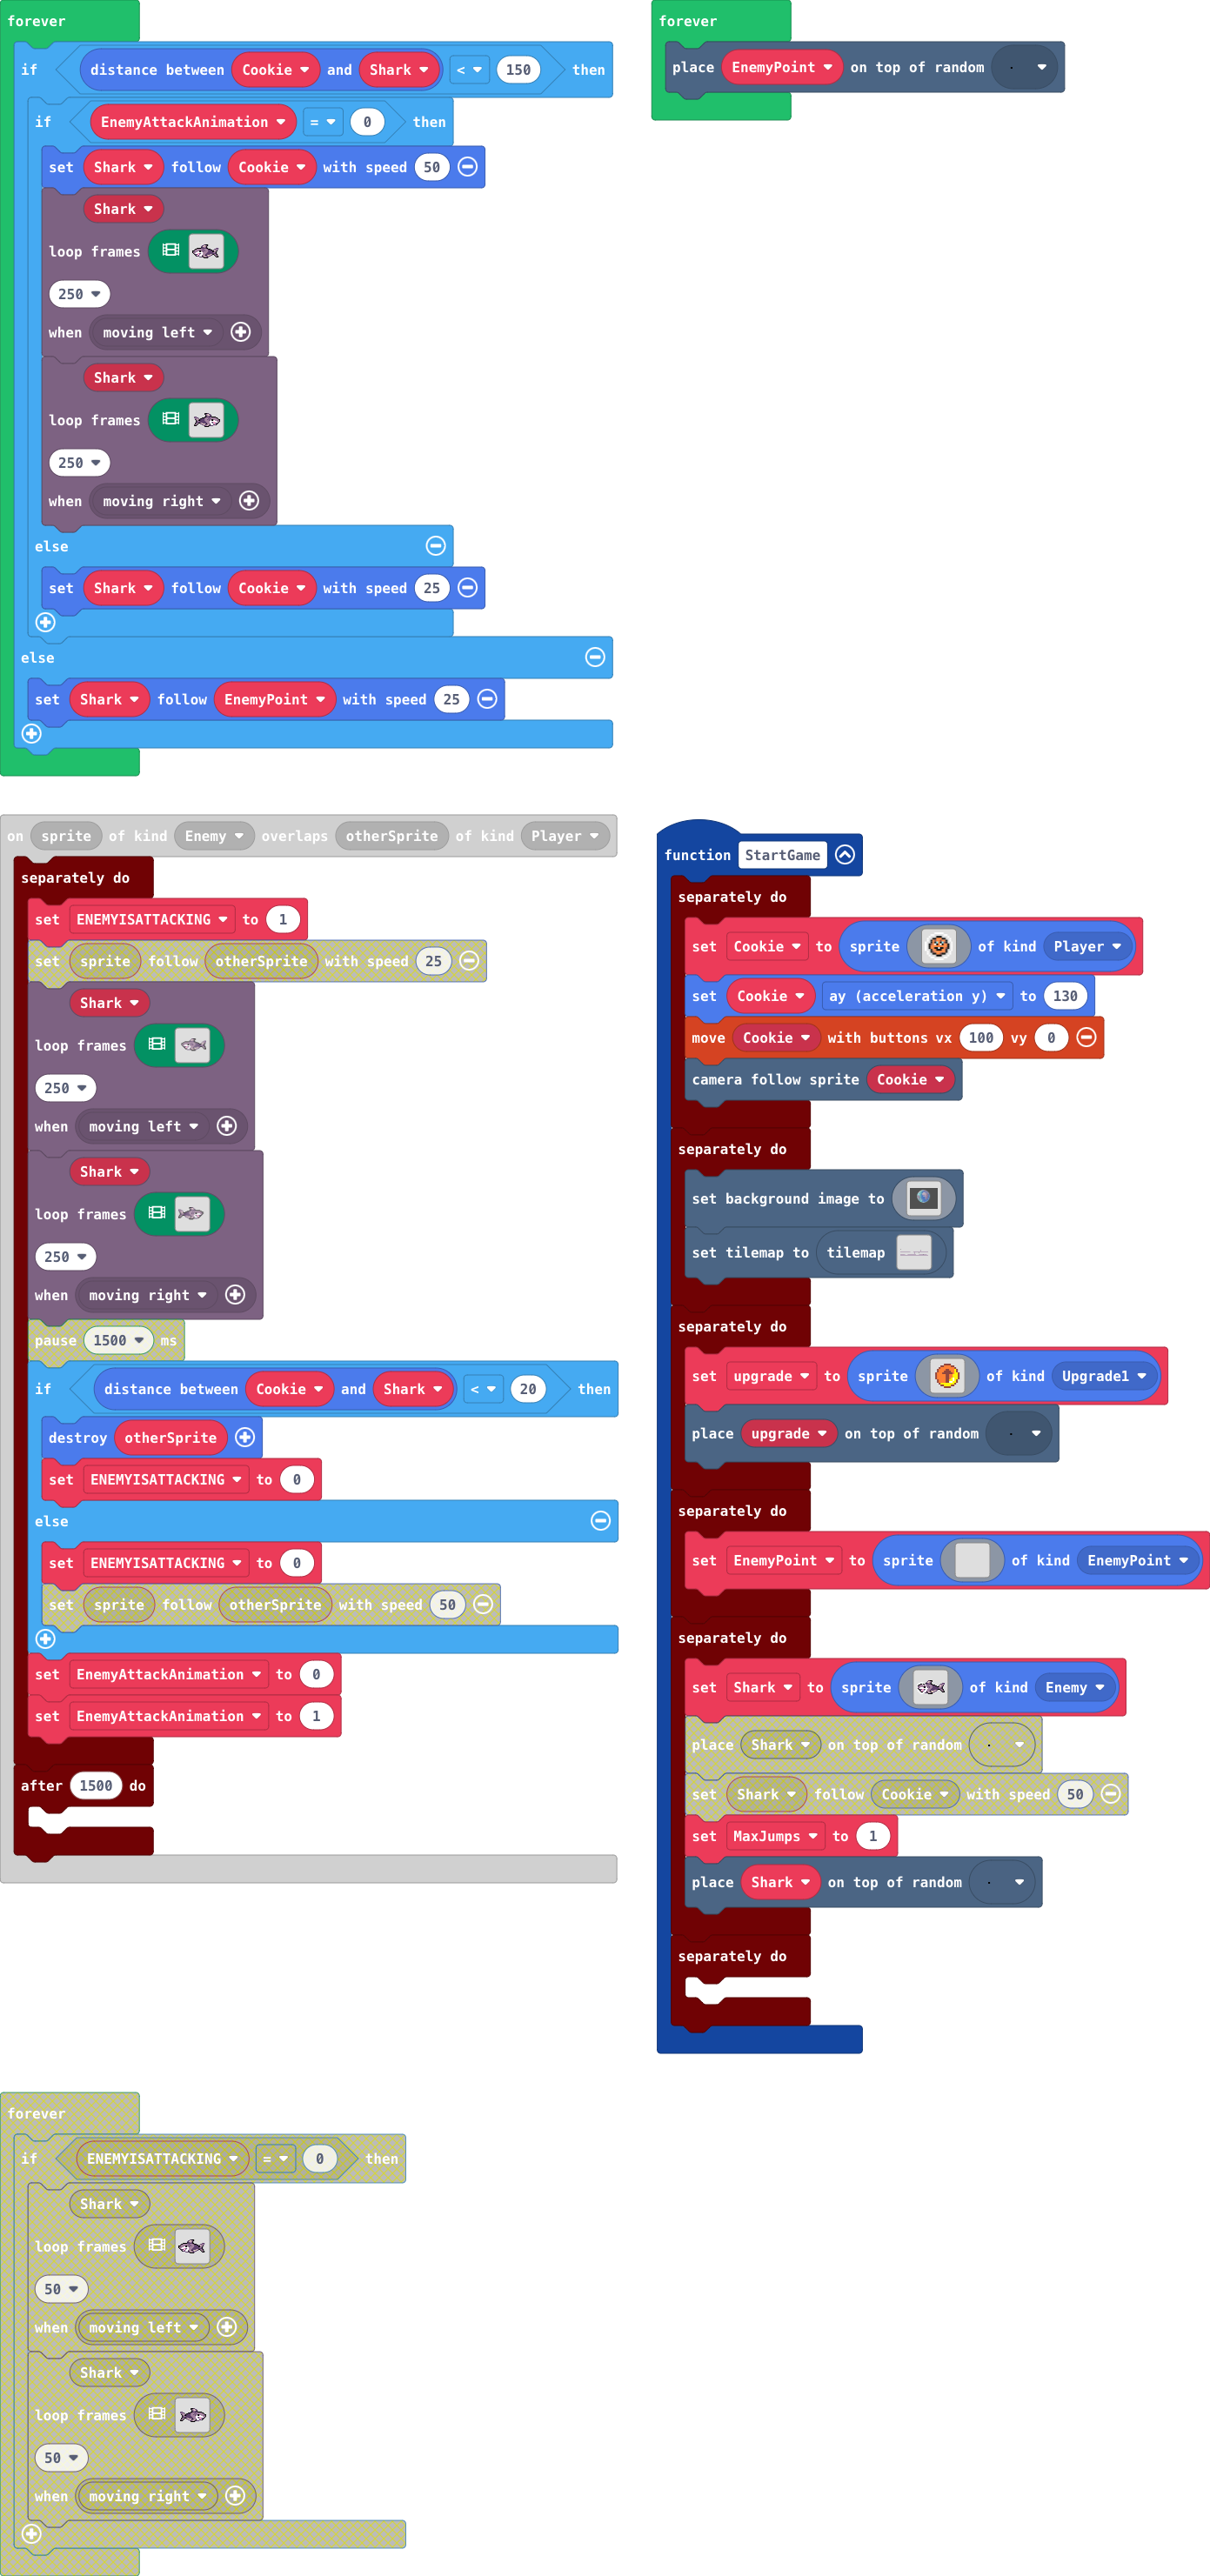 forever
if distance between Cookie and Shark < 150 then
if EnemyAttackAnimation = 0 then
set Shark follow Cookie with speed 50
Shark
loop frames
250
when moving left
Shark
loop frames
250
when moving right
else
set Shark follow Cookie with speed 25
else
set Shark follow EnemyPoint with speed 25
forever
place EnemyPoint on top of random
on sprite of kind Enemy overlaps otherSprite of kind Player
separately do
set ENEMYISATTACKING to 1
set sprite follow otherSprite with speed 25
Shark
loop frames
250
when moving left
Shark
loop frames
250
when moving right
pause 1500 ms
if distance between Cookie and Shark < 20 then
destroy otherSprite
set ENEMYISATTACKING to 0
else
set ENEMYISATTACKING to 0
set sprite follow otherSprite with speed 50
set EnemyAttackAnimation to 0
set EnemyAttackAnimation to 1
after 1500 do
function StartGame
separately do
set Cookie to sprite of kind Player
set Cookie ay (acceleration y) to 130
move Cookie with buttons vx 100 vy 0
camera follow sprite Cookie
separately do
set background image to
set tilemap to tilemap
separately do
set upgrade to sprite of kind Upgrade1
place upgrade on top of random
separately do
set EnemyPoint to sprite of kind EnemyPoint
separately do
set Shark to sprite of kind Enemy
place Shark on top of random
set Shark follow Cookie with speed 50
set MaxJumps to 1
place Shark on top of random
separately do
forever
if ENEMYISATTACKING = 0 then
Shark
loop frames
50
when moving left
Shark
loop frames
50
when moving right